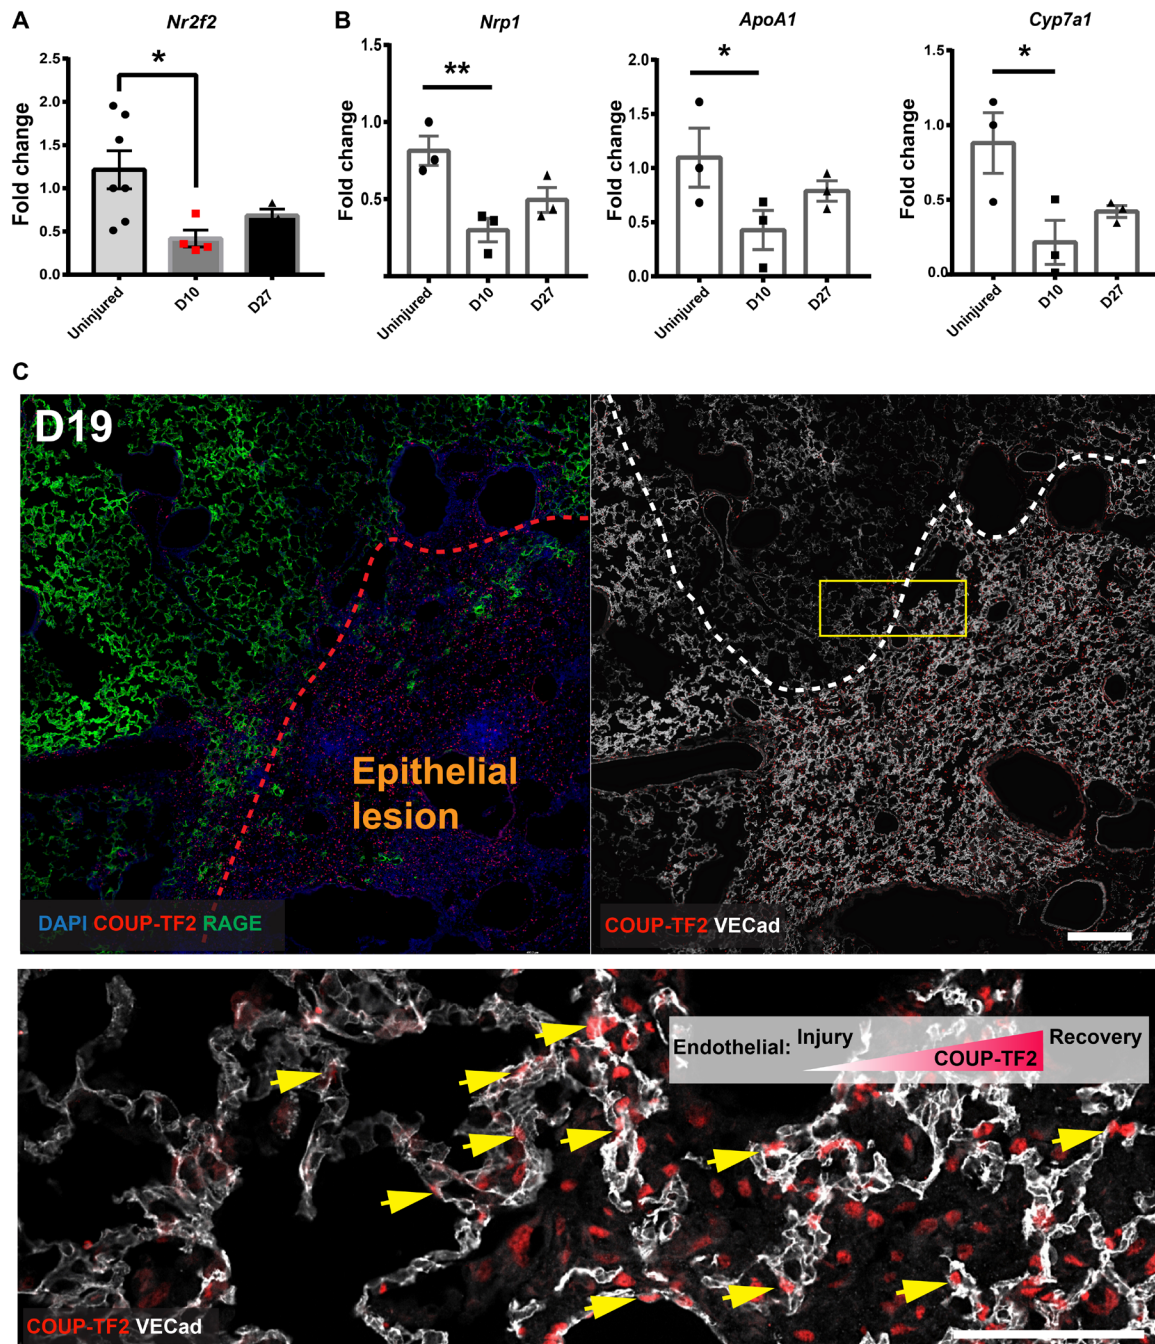 A
Nr2f2
Fold change
2.5
2.0
1.5
1.0
0.5
0.0
*
Uninjured
D10
D27
B
Nrp1
Fold change
1.5
1.0
0.5
**
Uninjured
D10
D27
ApoA1
Fold change
2.0
1.5
1.0
0.5
0.0
*
Uninjured
D10
D27
Cyp7a1
Fold change
1.5
1.0
0.5
0.0
*
Uninjured
D10
D27
C
D19
Epithelial
lesion
DAPI COUP-TF2 RAGE
COUP-TF2 VECad
Endothelial: Injury Recovery
COUP-TF2
COUP-TF2 VECad